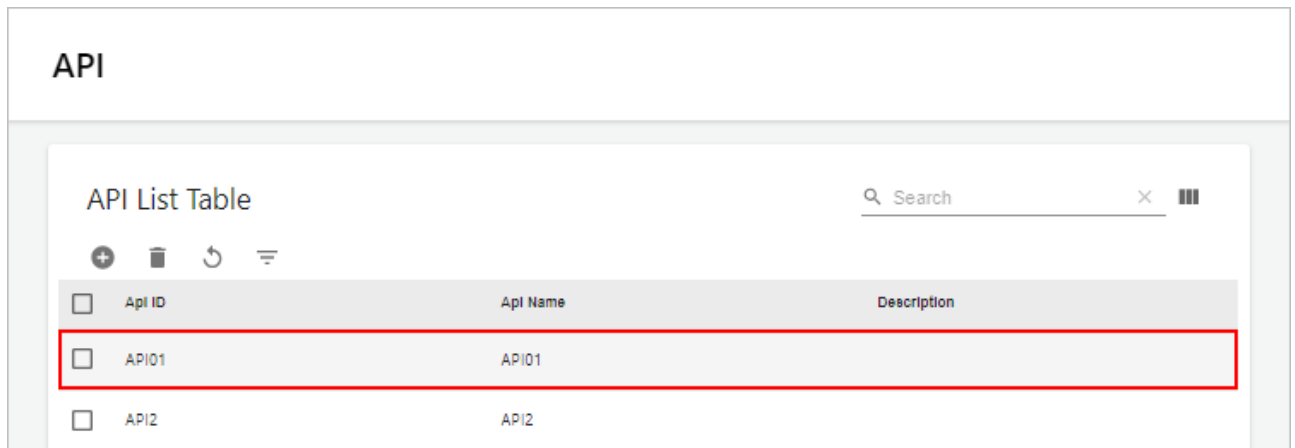 API
API List Table
Search
Api ID Api Name Description
API01 API01
API2 API2